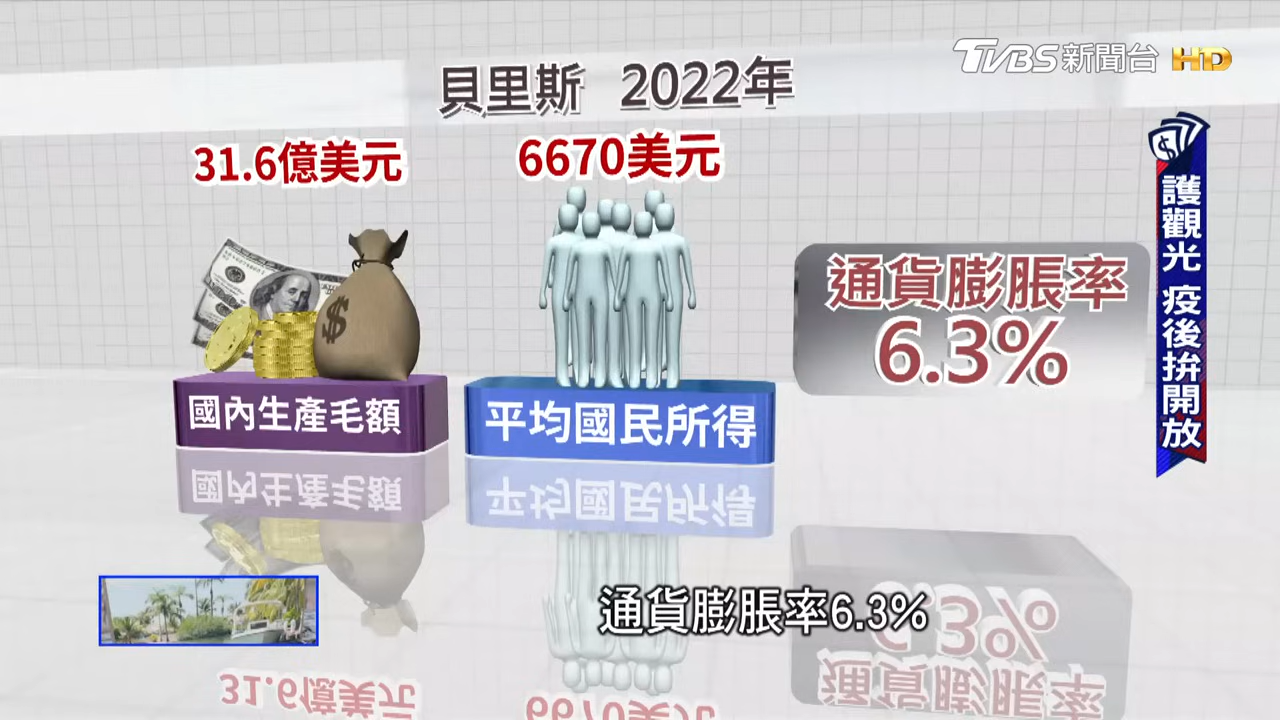 TVBS新聞台 HD
貝里斯 2022年
31.6億美元
6670美元
國內生產毛額
平均國民所得
通貨膨脹率
6.3%
護觀光 疫後拚開放
通貨膨脹率6.3%